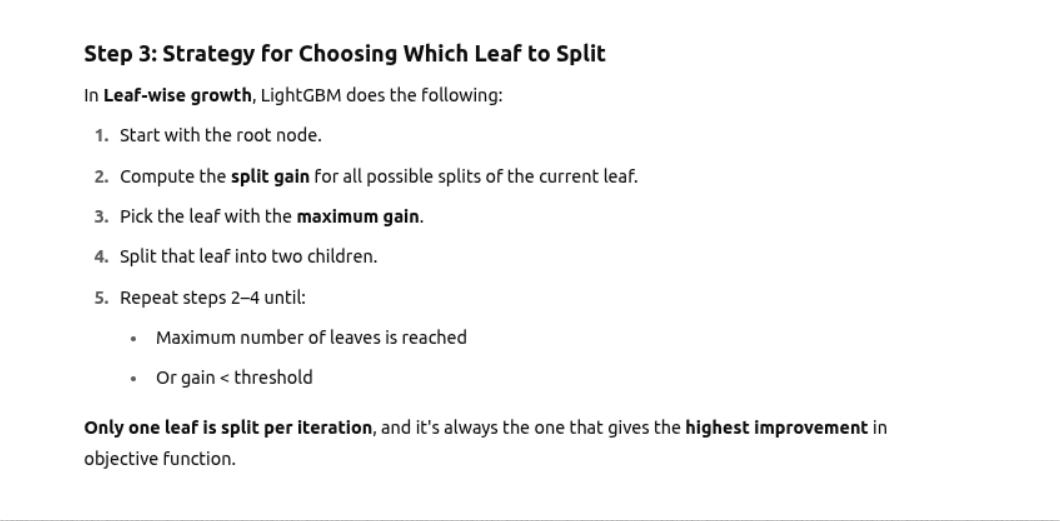 Step 3: Strategy for Choosing Which Leaf to Split
In Leaf-wise growth, LightGBM does the following:
1. Start with the root node.
2. Compute the split gain for all possible splits of the current leaf.
3. Pick the leaf with the maximum gain.
4. Split that leaf into two children.
5. Repeat steps 2–4 until:
• Maximum number of leaves is reached
• Or gain < threshold
Only one leaf is split per iteration, and it's always the one that gives the highest improvement in
objective function.